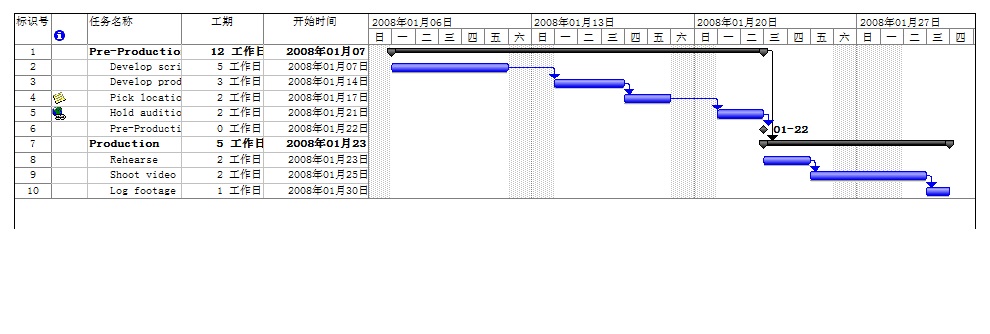 标识号 任务名称 工期 开始时间 2008年01月06日 2008年01月13日 2008年01月20日 2008年01月27日
日 一 二 三 四 五 六 日 一 二 三 四 五 六 日 一 二 三 四 五 六 日 一 二 三 四
1 Pre-Productio 12 工作日 2008年01月07
2 Develop scri 5 工作日 2008年01月07日
3 Develop prod 3 工作日 2008年01月14日
4 Pick locatio 2 工作日 2008年01月17日
5 Hold auditio 2 工作日 2008年01月21日
6 Pre-Producti 0 工作日 2008年01月22日 01-22
7 Production 5 工作日 2008年01月23
8 Rehearse 2 工作日 2008年01月23日
9 Shoot video 2 工作日 2008年01月25日
10 Log footage 1 工作日 2008年01月30日